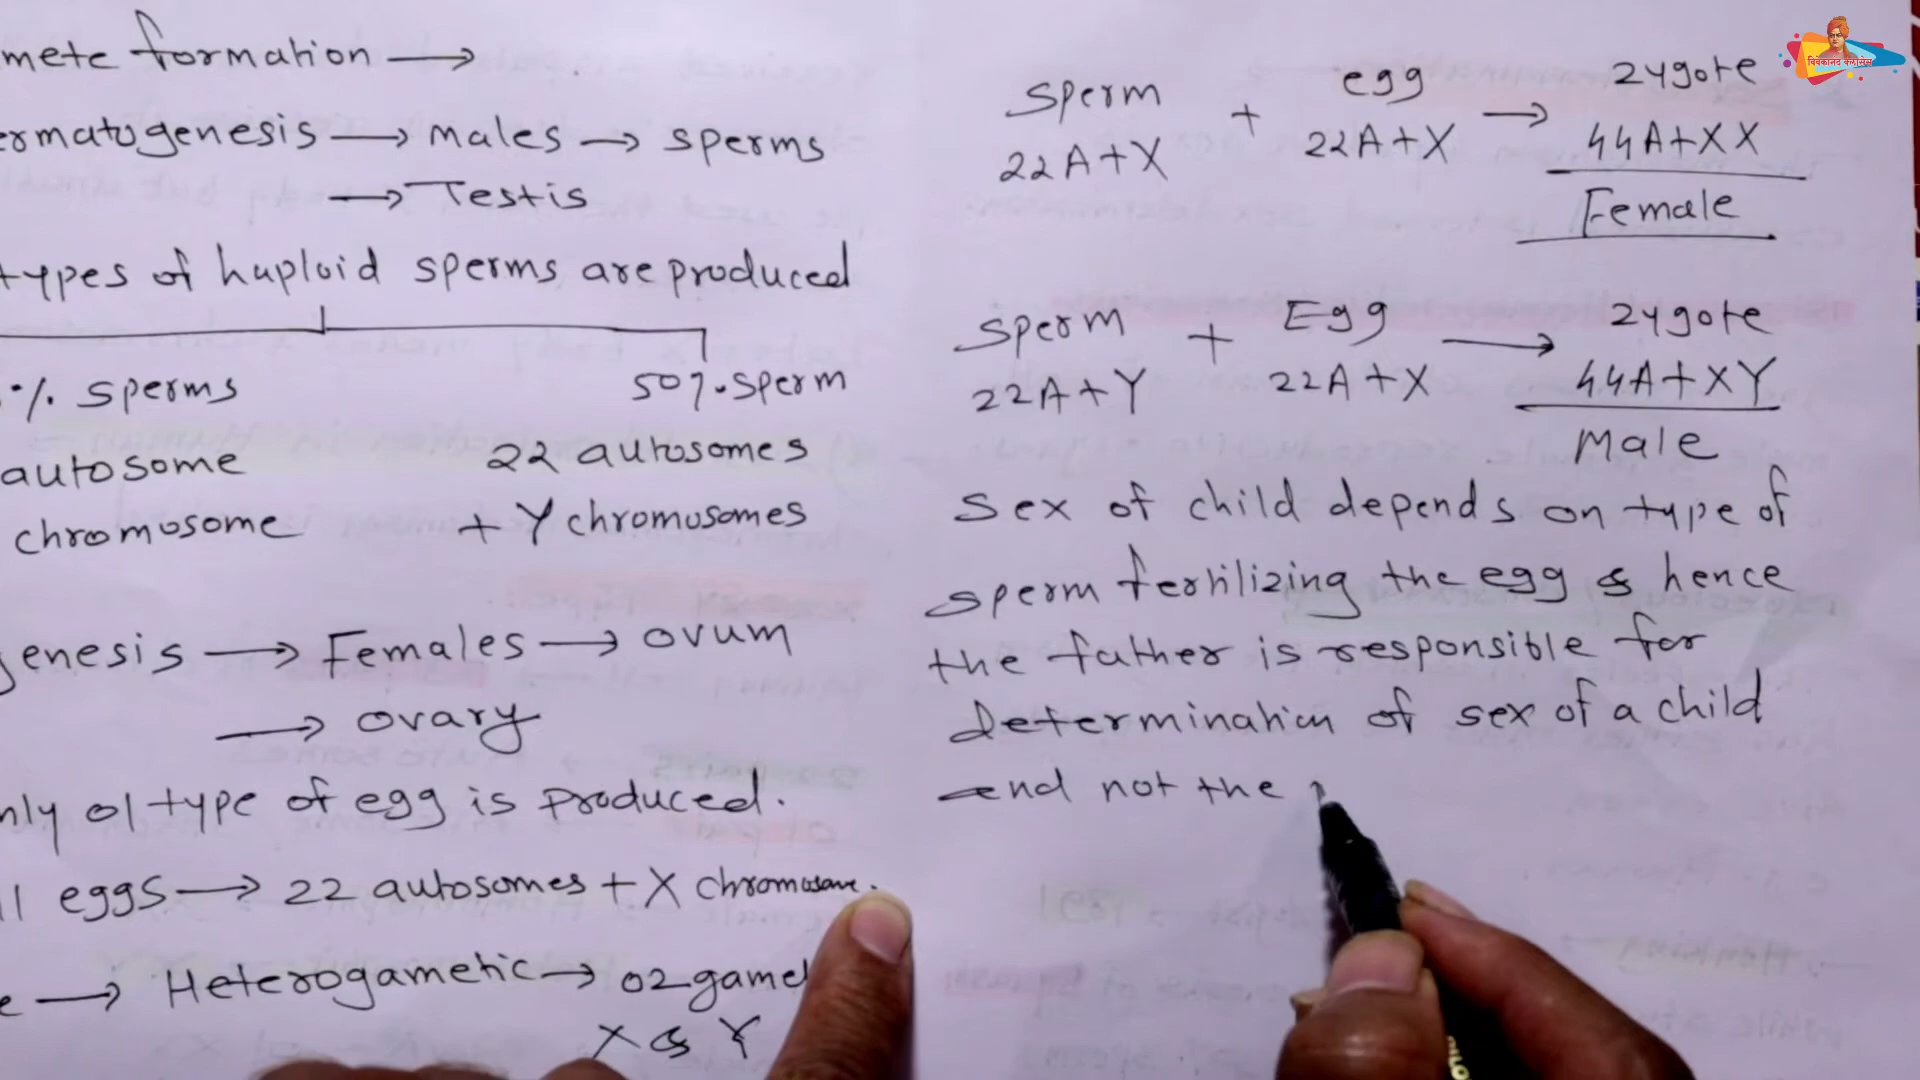 mete formation →
ermatogenesis → males → sperms
→ Testis
types of haploid sperms are produced
% sperms 50% sperm
autosome 22 autosomes
chromosome + Y chromosomes
genesis → Females → ovum
→ ovary
nly 01 type of egg is produced.
ll eggs → 22 autosomes + X chromosome.
e → Heterogametic → 02 gamet
X & Y
विवेकानंद क्लासेस
sperm + egg → zygote
22A+X 22A+X 44A+XX
Female
sperm + Egg → zygote
22A+Y 22A+X 44A+XY
Male
sex of child depends on type of
sperm fertilizing the egg & hence
the father is responsible for
Determination of sex of a child
and not the